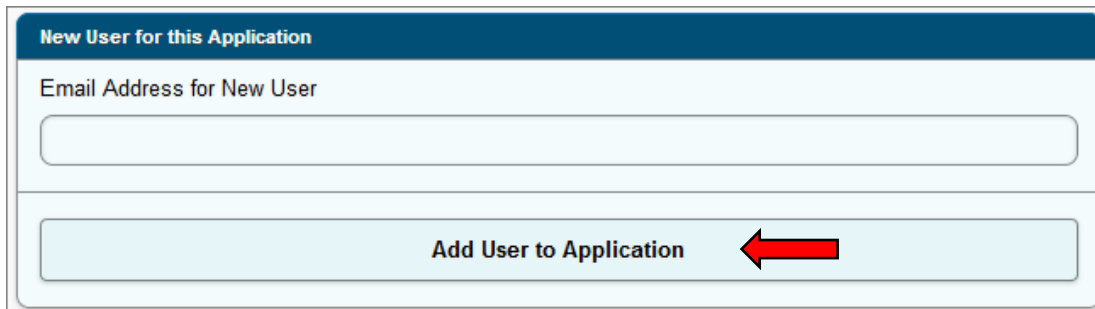 New User for this Application
Email Address for New User
Add User to Application